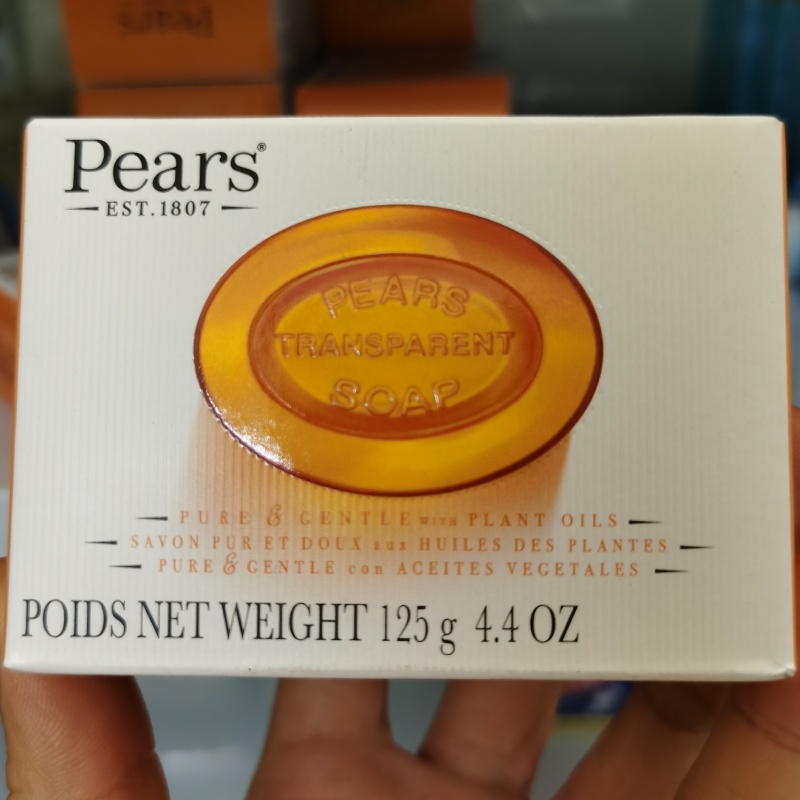 Pears
Pears®
EST.1807
PEARS
TRANSPARENT
SOAP
PURE & GENTLE WITH PLANT OILS
SAVON PUR ET DOUX aux HUILES DES PLANTES
PURE & GENTLE con ACEITES VEGETALES
POIDS NET WEIGHT 125 g 4.4 OZ